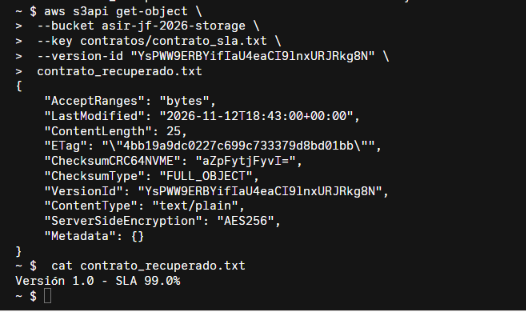 ~ $ aws s3api get-object \
>  --bucket asir-jf-2026-storage \
>  --key contratos/contrato_sla.txt \
>  --version-id "YsPWW9ERBYifIaU4eaCI9lnxURJRkg8N" \
>  contrato_recuperado.txt
{
    "AcceptRanges": "bytes",
    "LastModified": "2026-11-12T18:43:00+00:00",
    "ContentLength": 25,
    "ETag": "\"4bb19a9dc0227c699c733379d8bd01bb\"",
    "ChecksumCRC64NVME": "aZpFytjFyvI=",
    "ChecksumType": "FULL_OBJECT",
    "VersionId": "YsPWW9ERBYifIaU4eaCI9lnxURJRkg8N",
    "ContentType": "text/plain",
    "ServerSideEncryption": "AES256",
    "Metadata": {}
}
~ $  cat contrato_recuperado.txt
Versión 1.0 - SLA 99.0%
~ $